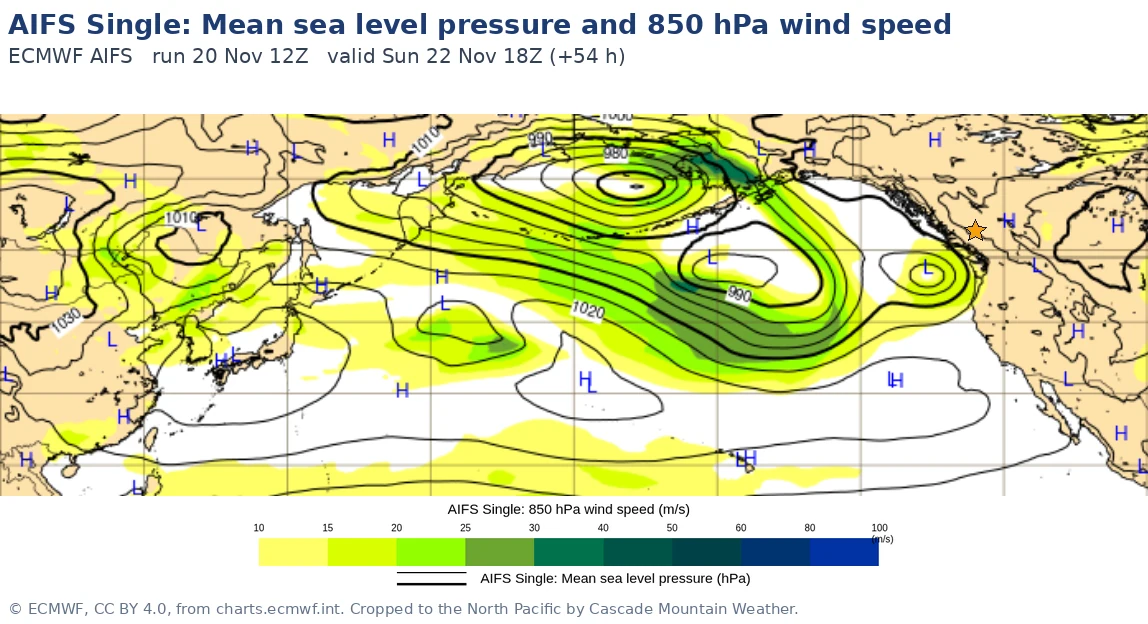 AIFS Single: Mean sea level pressure and 850 hPa wind speed
ECMWF AIFS run 20 Nov 12Z valid Sun 22 Nov 18Z (+54 h)
1000
H
990
L
1010
H
H
L
980
L
H
H
H
L
L
1010
L
H
H
H
L
L
H
L
H
H
H
990
L
1020
1030
L
H
H
L
H
L
L
H
L
H
L
H
H
H
H
L
H
L
H
L
L
AIFS Single: 850 hPa wind speed (m/s)
10 15 20 25 30 40 50 60 80 100
(m/s)
AIFS Single: Mean sea level pressure (hPa)
© ECMWF, CC BY 4.0, from charts.ecmwf.int. Cropped to the North Pacific by Cascade Mountain Weather.